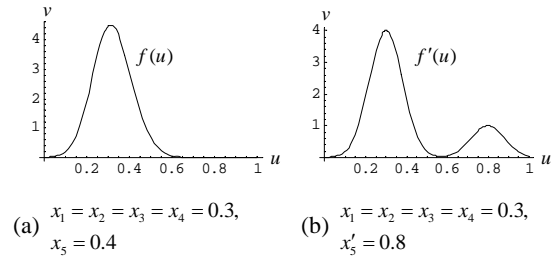 v
4
3
2
1
f(u)
0.2 0.4 0.6 0.8 1 u
v
4
3
2
1
f′(u)
0.2 0.4 0.6 0.8 1 u
(a) x₁ = x₂ = x₃ = x₄ = 0.3,
x₅ = 0.4
(b) x₁ = x₂ = x₃ = x₄ = 0.3,
x₅′ = 0.8